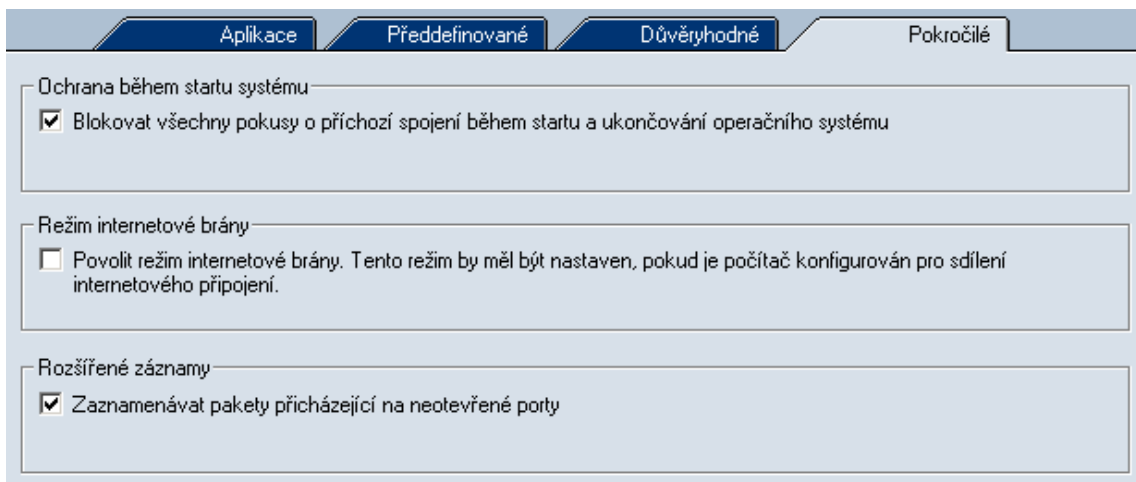 Aplikace Předdefinované Důvěryhodné Pokročilé
Ochrana během startu systému
Blokovat všechny pokusy o příchozí spojení během startu a ukončování operačního systému
Režim internetové brány
Povolit režim internetové brány. Tento režim by měl být nastaven, pokud je počítač konfigurován pro sdílení
internetového připojení.
Rozšířené záznamy
Zaznamenávat pakety přicházející na neotevřené porty